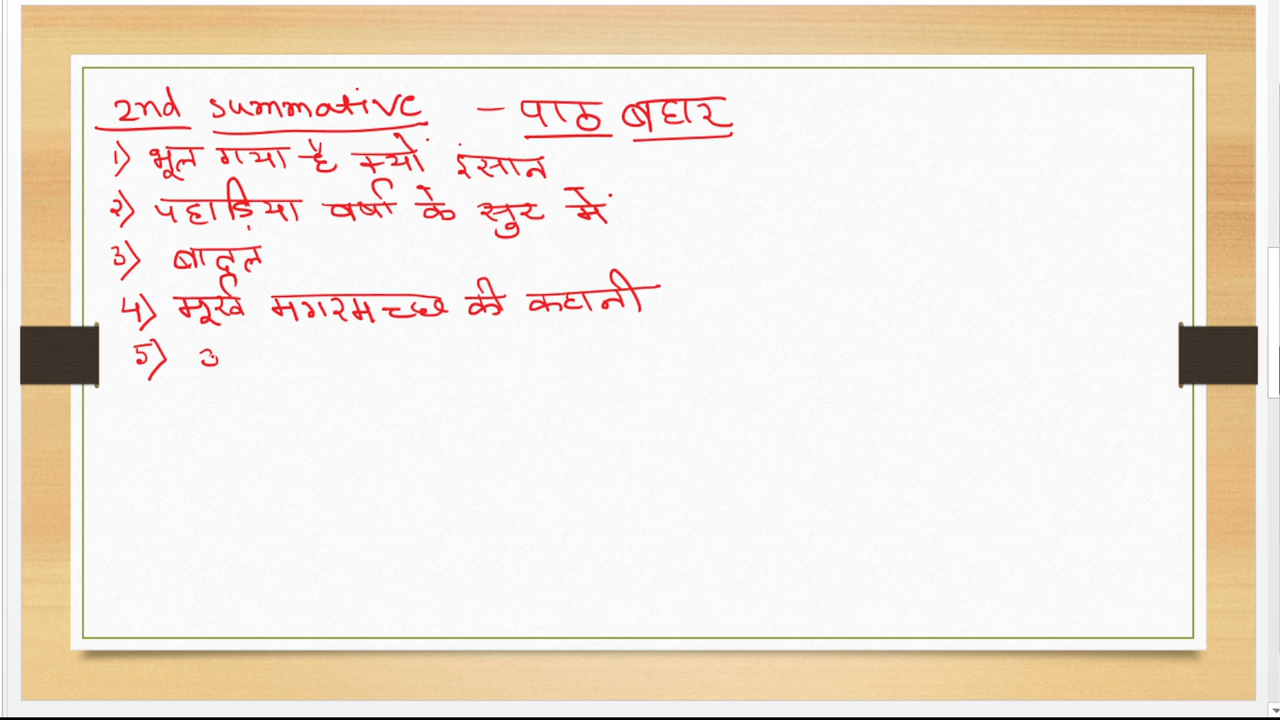 2nd summative - पाठ बहार
1) भूल गया है क्यों इंसान
2) पहाड़िया वर्षा के सुर में
3) बादल
4) मूर्ख मगरमच्छ की कहानी
5)